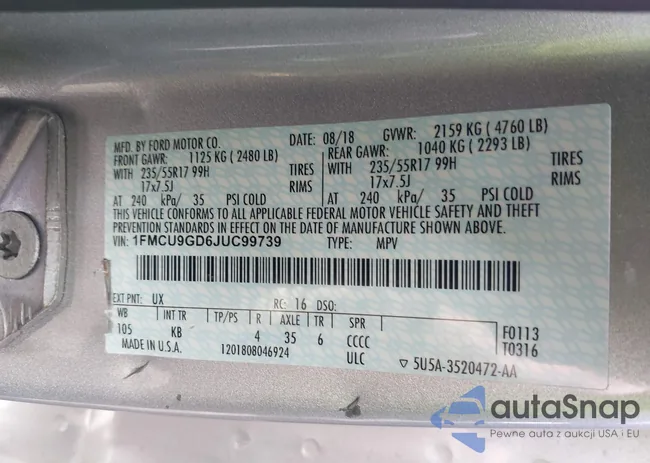 MFD. BY FORD MOTOR CO. DATE: 08/18 GVWR: 2159 KG ( 4760 LB)
FRONT GAWR: 1125 KG ( 2480 LB) REAR GAWR: 1040 KG ( 2293 LB)
WITH 235/55R17 99H TIRES WITH 235/55R17 99H TIRES
17x7.5J RIMS 17x7.5J RIMS
AT 240 kPa/ 35 PSI COLD AT 240 kPa/ 35 PSI COLD
THIS VEHICLE CONFORMS TO ALL APPLICABLE FEDERAL MOTOR VEHICLE SAFETY AND THEFT
PREVENTION STANDARDS IN EFFECT ON THE DATE OF MANUFACTURE SHOWN ABOVE.
VIN: 1FMCU9GD6JUC99739 TYPE: MPV
EXT PNT: UX RC: 16 DSO:
WB INT TR TP/PS R AXLE TR SPR
105 KB 4 35 6 CCCC F0113
MADE IN U.S.A. 1201808046924 ULC T0316
▽ 5U5A-3520472-AA
autaSnap
Pewne auta z aukcji USA i EU